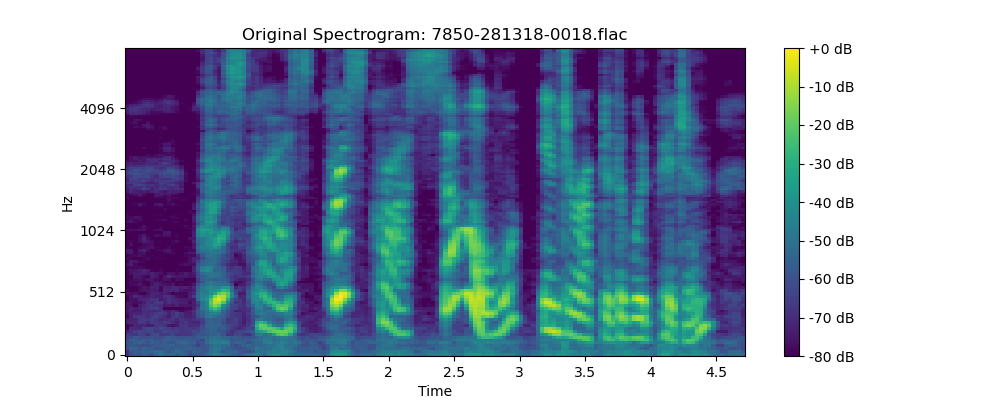 Original Spectrogram: 7850-281318-0018.flac
Hz
4096
2048
1024
512
0
0
0.5
1
1.5
2
2.5
3
3.5
4
4.5
Time
+0 dB
-10 dB
-20 dB
-30 dB
-40 dB
-50 dB
-60 dB
-70 dB
-80 dB